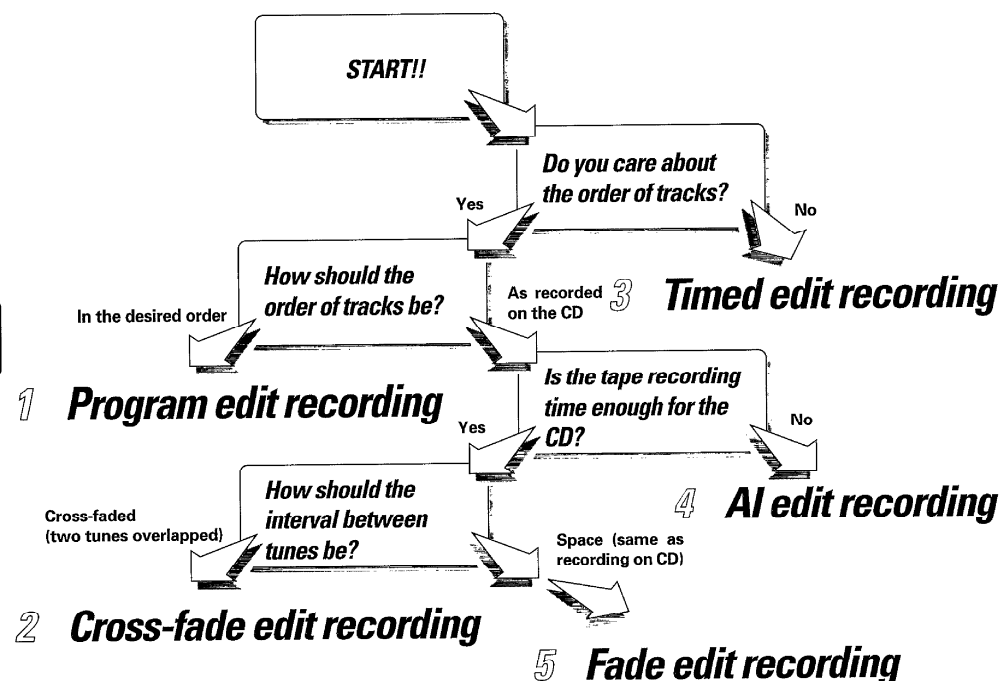 START!!
Do you care about
the order of tracks?
Yes
No
How should the
order of tracks be?
In the desired order
As recorded
on the CD
3 Timed edit recording
1 Program edit recording
Is the tape recording
time enough for the
CD?
Yes
No
4 AI edit recording
How should the
interval between
tunes be?
Cross-faded
(two tunes overlapped)
Space (same as
recording on CD)
2 Cross-fade edit recording
5 Fade edit recording